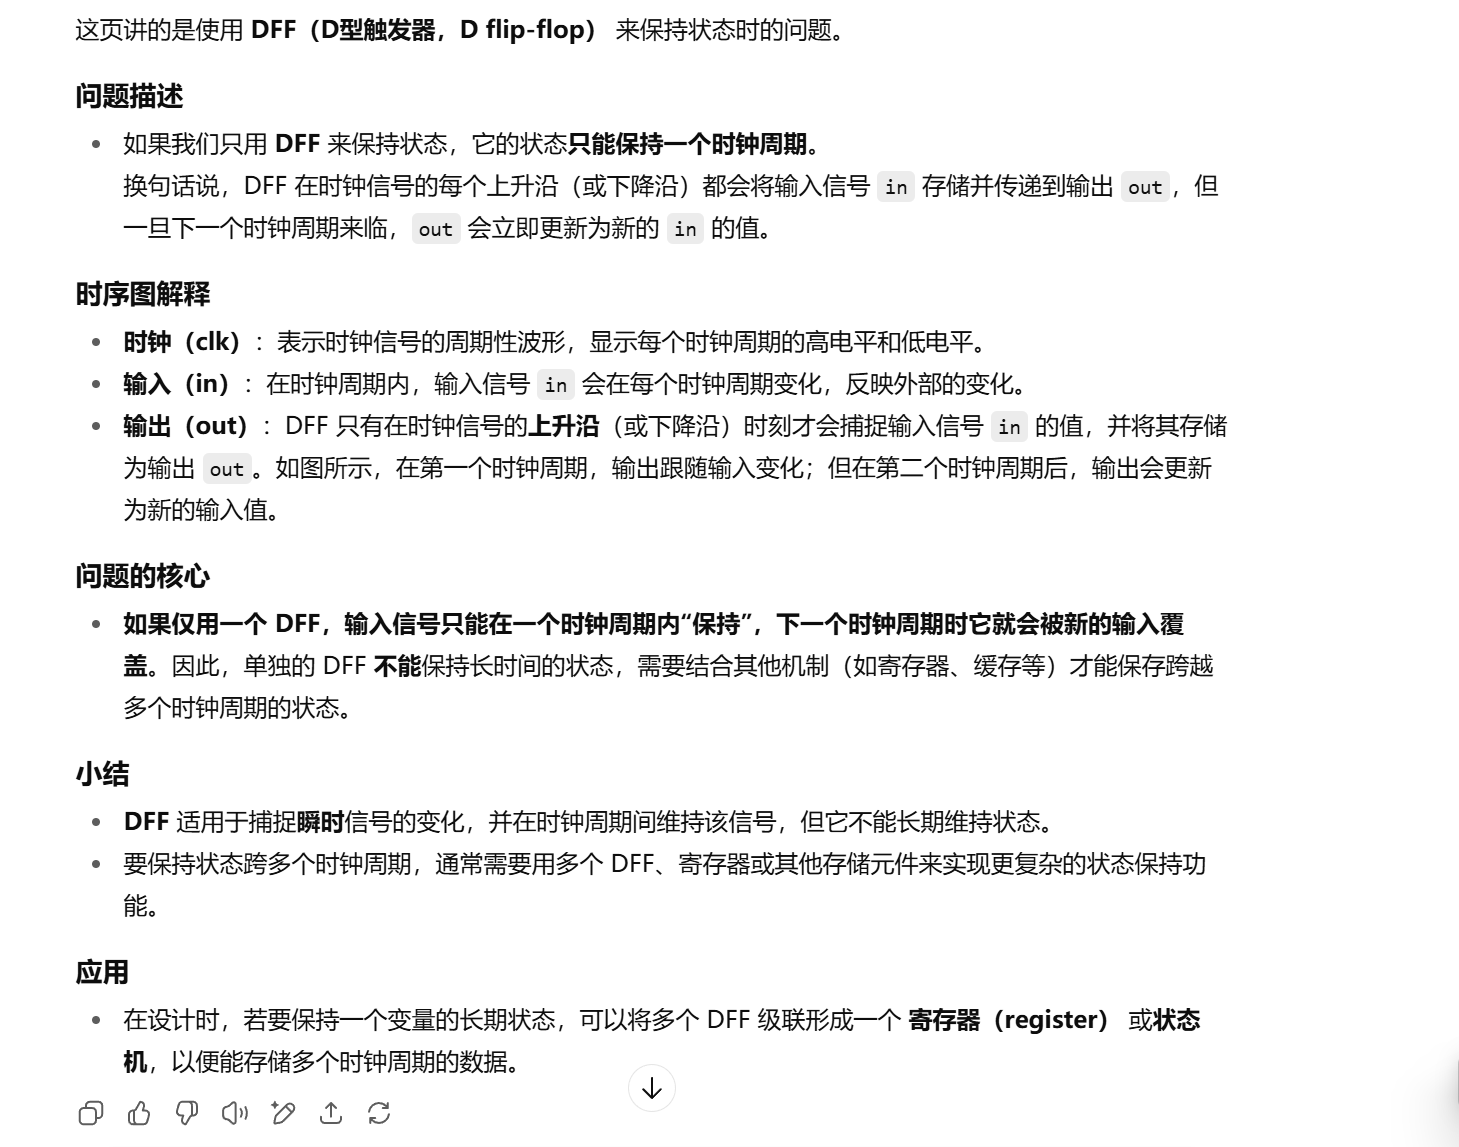 这页讲的是使用 DFF（D型触发器，D flip-flop） 来保持状态时的问题。
问题描述
• 如果我们只用 DFF 来保持状态，它的状态只能保持一个时钟周期。
换句话说，DFF 在时钟信号的每个上升沿（或下降沿）都会将输入信号 in 存储并传递到输出 out，但
一旦下一个时钟周期来临，out 会立即更新为新的 in 的值。
时序图解释
• 时钟（clk）：表示时钟信号的周期性波形，显示每个时钟周期的高电平和低电平。
• 输入（in）：在时钟周期内，输入信号 in 会在每个时钟周期变化，反映外部的变化。
• 输出（out）：DFF 只有在时钟信号的上升沿（或下降沿）时刻才会捕捉输入信号 in 的值，并将其存储
为输出 out。如图所示，在第一个时钟周期，输出跟随输入变化；但在第二个时钟周期后，输出会更新
为新的输入值。
问题的核心
• 如果仅用一个 DFF，输入信号只能在一个时钟周期内“保持”，下一个时钟周期时它就会被新的输入覆
盖。因此，单独的 DFF 不能保持长时间的状态，需要结合其他机制（如寄存器、缓存等）才能保存跨越
多个时钟周期的状态。
小结
• DFF 适用于捕捉瞬时信号的变化，并在时钟周期间维持该信号，但它不能长期维持状态。
• 要保持状态跨多个时钟周期，通常需要用多个 DFF、寄存器或其他存储元件来实现更复杂的状态保持功
能。
应用
• 在设计时，若要保持一个变量的长期状态，可以将多个 DFF 级联形成一个 寄存器（register） 或状态
机，以便能存储多个时钟周期的数据。